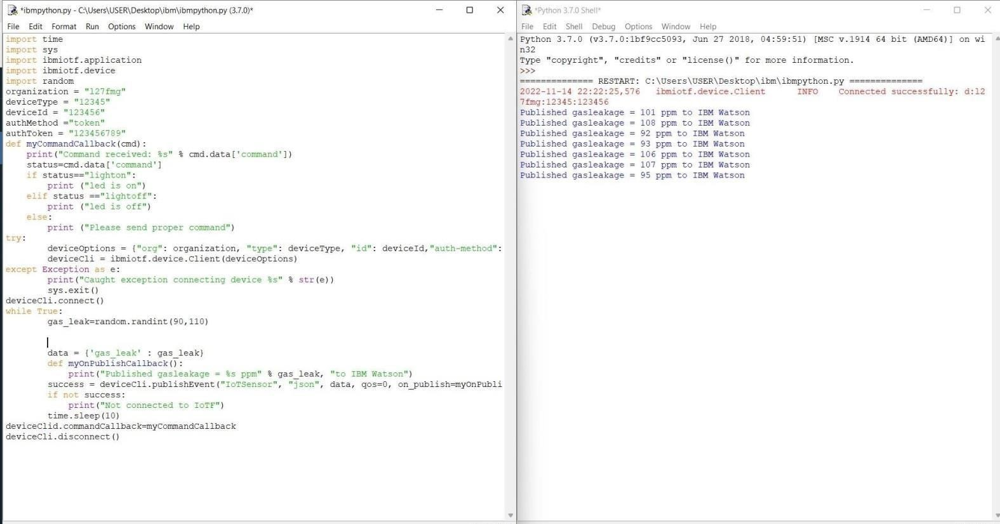 *ibmpython.py - C:\Users\USER\Desktop\ibm\ibmpython.py (3.7.0)*
File Edit Format Run Options Window Help
import time
import sys
import ibmiotf.application
import ibmiotf.device
import random
organization = "l27fmg"
deviceType = "12345"
deviceId = "123456"
authMethod ="token"
authToken = "123456789"
def myCommandCallback(cmd):
    print("Command received: %s" % cmd.data['command'])
    status=cmd.data['command']
    if status=="lighton":
        print ("led is on")
    elif status =="lightoff":
        print ("led is off")
    else:
        print ("Please send proper command")
try:
        deviceOptions = {"org": organization, "type": deviceType, "id": deviceId,"auth-method":
        deviceCli = ibmiotf.device.Client(deviceOptions)
except Exception as e:
        print("Caught exception connecting device %s" % str(e))
        sys.exit()
deviceCli.connect()
while True:
        gas_leak=random.randint(90,110)
        data = {'gas_leak' : gas_leak}
        def myOnPublishCallback():
            print("Published gasleakage = %s ppm" % gas_leak, "to IBM Watson")
        success = deviceCli.publishEvent("IoTSensor", "json", data, qos=0, on_publish=myOnPubli
        if not success:
            print("Not connected to IoTF")
        time.sleep(10)
deviceClid.commandCallback=myCommandCallback
deviceCli.disconnect()
*Python 3.7.0 Shell*
File Edit Shell Debug Options Window Help
Python 3.7.0 (v3.7.0:1bf9cc5093, Jun 27 2018, 04:59:51) [MSC v.1914 64 bit (AMD64)] on wi
n32
Type "copyright", "credits" or "license()" for more information.
>>>
============== RESTART: C:\Users\USER\Desktop\ibm\ibmpython.py ==============
2022-11-14 22:22:25,576   ibmiotf.device.Client      INFO    Connected successfully: d:l2
7fmg:12345:123456
Published gasleakage = 101 ppm to IBM Watson
Published gasleakage = 108 ppm to IBM Watson
Published gasleakage = 92 ppm to IBM Watson
Published gasleakage = 93 ppm to IBM Watson
Published gasleakage = 106 ppm to IBM Watson
Published gasleakage = 107 ppm to IBM Watson
Published gasleakage = 95 ppm to IBM Watson